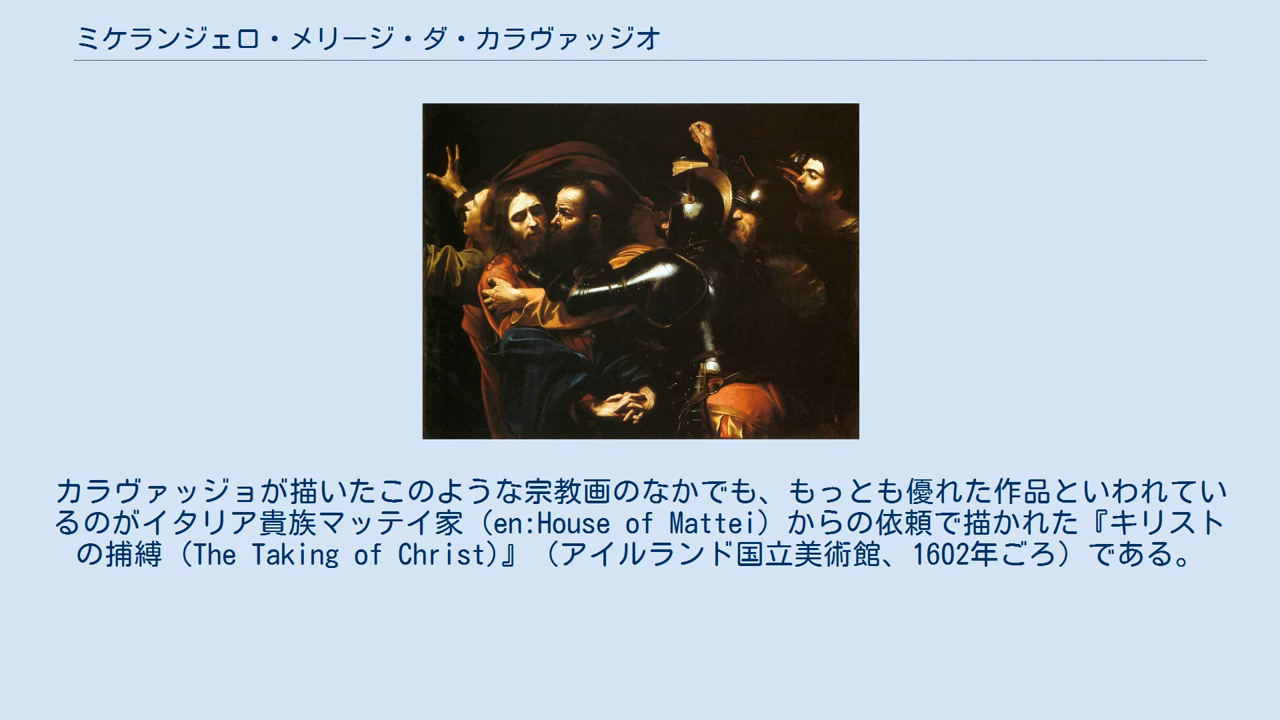 ミケランジェロ・メリージ・ダ・カラヴァッジオ
カラヴァッジョが描いたこのような宗教画のなかでも、もっとも優れた作品といわれてい
るのがイタリア貴族マッテイ家（en:House of Mattei）からの依頼で描かれた『キリスト
の捕縛（The Taking of Christ)』（アイルランド国立美術館、1602年ごろ）である。